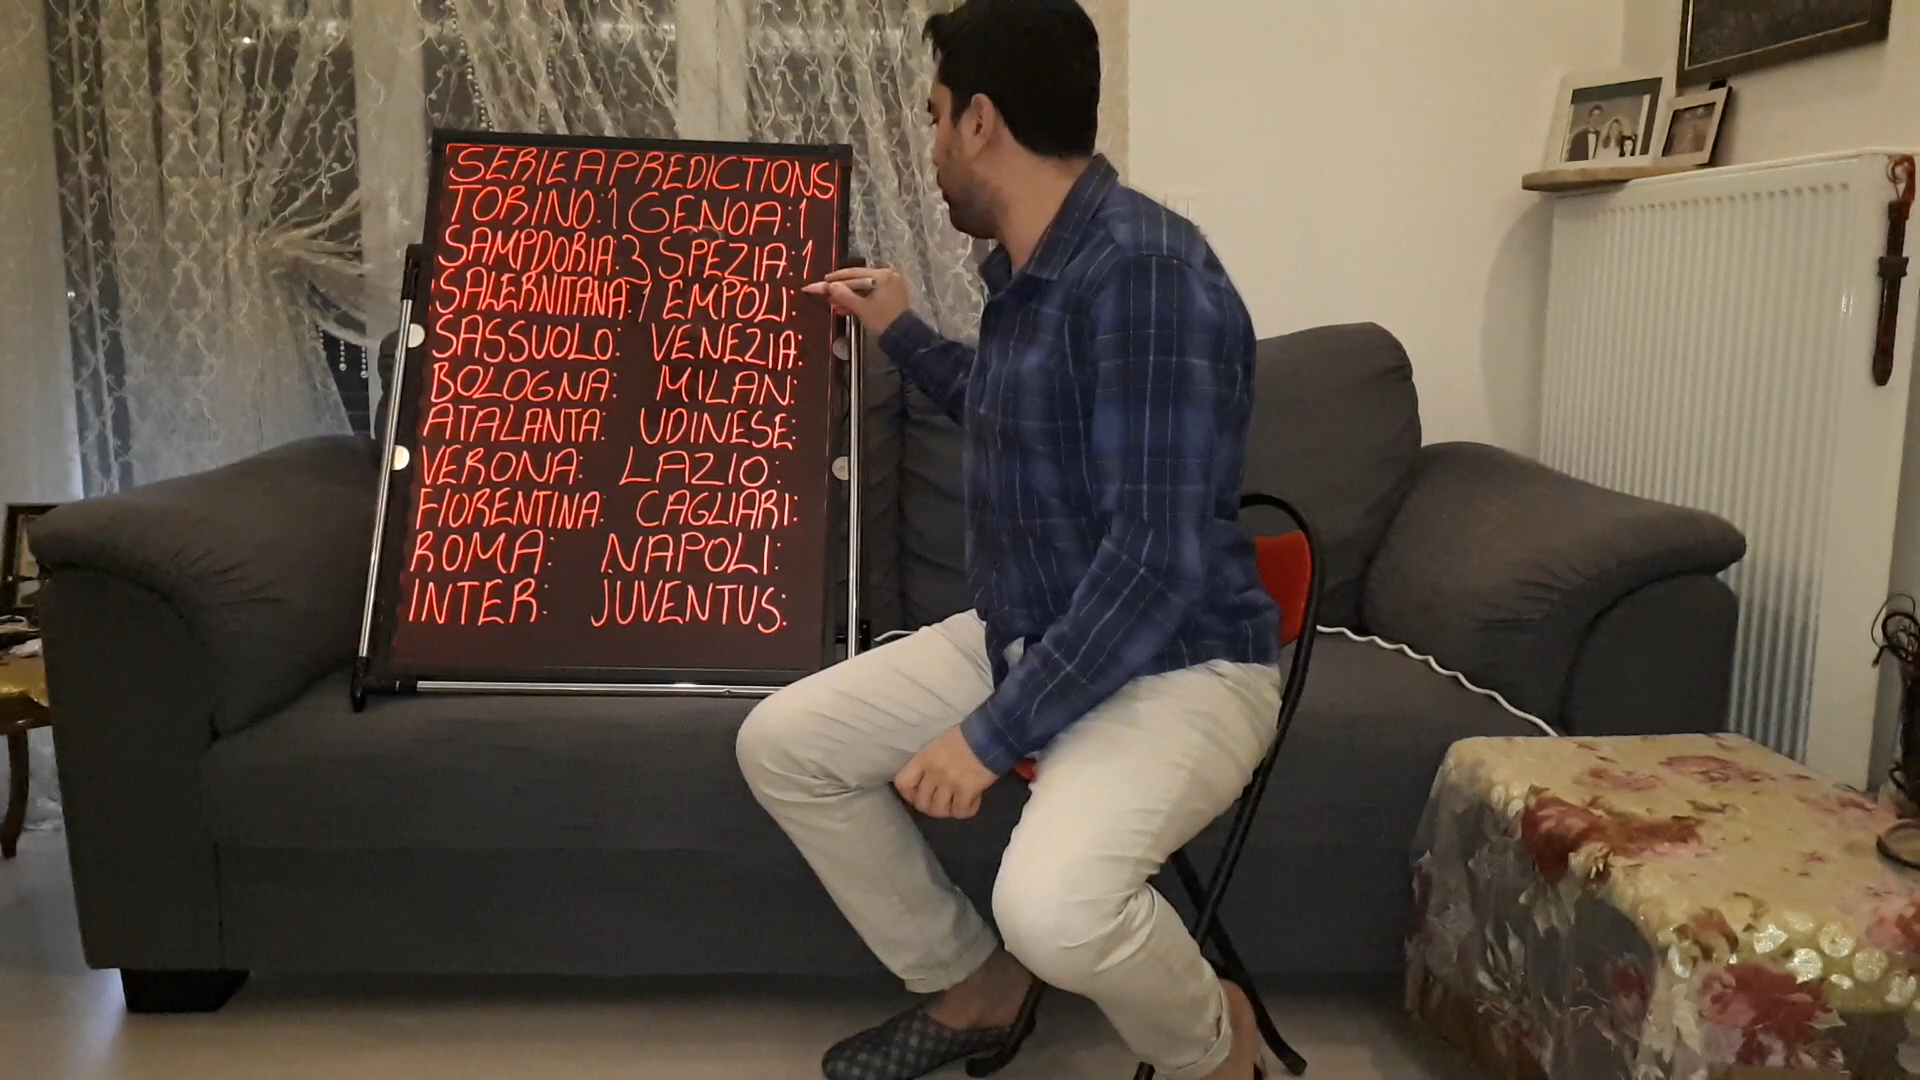 SERIE A PREDICTIONS
TORINO:1 GENOA:1
SAMPDORIA:3 SPEZIA:1
SALERNITANA:1 EMPOLI:
SASSUOLO: VENEZIA:
BOLOGNA: MILAN:
ATALANTA: UDINESE:
VERONA: LAZIO:
FIORENTINA: CAGLIARI:
ROMA: NAPOLI:
INTER: JUVENTUS: